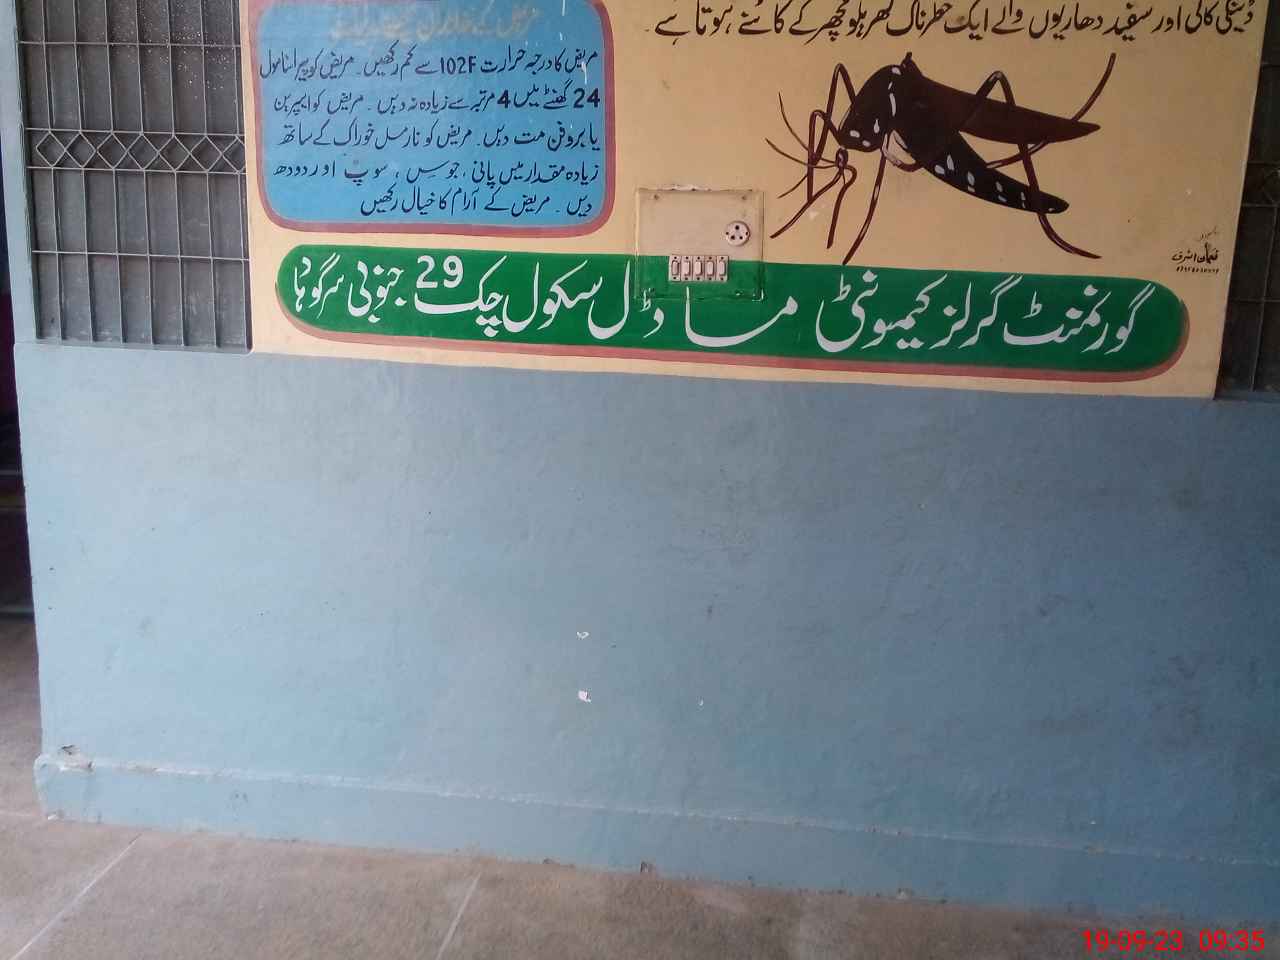 ڈینگی کالی اور سفید دھاریوں والے ایک خطرناک گھریلو مچھر کے کاٹنے سے ہوتا ہے۔
مریض کا درجہ حرارت 102F سے کم رکھیں۔ مریض کو پیراسٹامول
24 گھنٹے میں 4 مرتبہ سے زیادہ نہ دیں۔ مریض کو ایسپرین
یا بروفن مت دیں۔ مریض کو نارمل خوراک کے ساتھ
زیادہ مقدار میں پانی، جوس، سوپ اور دودھ
دیں۔ مریض کے آرام کا خیال رکھیں
گورنمنٹ گرلز کمیونٹی ماڈل سکول چک 29 جنوبی سرگودہا
19-09-23 09:35